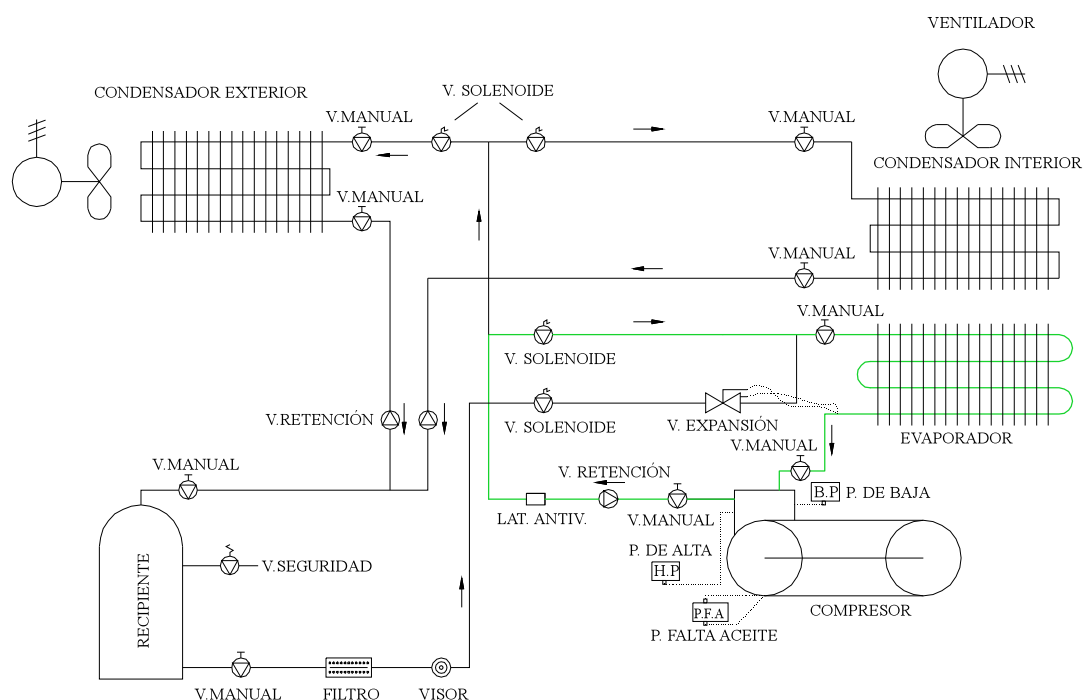 VENTILADOR
CONDENSADOR EXTERIOR
V. SOLENOIDE
V.MANUAL
V.MANUAL
CONDENSADOR INTERIOR
V.MANUAL
V.MANUAL
V.MANUAL
V. SOLENOIDE
V.RETENCIÓN
V. SOLENOIDE
V. EXPANSIÓN
EVAPORADOR
V.MANUAL
V.MANUAL
V. RETENCIÓN
B.P
P. DE BAJA
LAT. ANTIV.
V.MANUAL
P. DE ALTA
H.P
RECIPIENTE
V.SEGURIDAD
P.F.A
COMPRESOR
P. FALTA ACEITE
V.MANUAL
FILTRO
VISOR